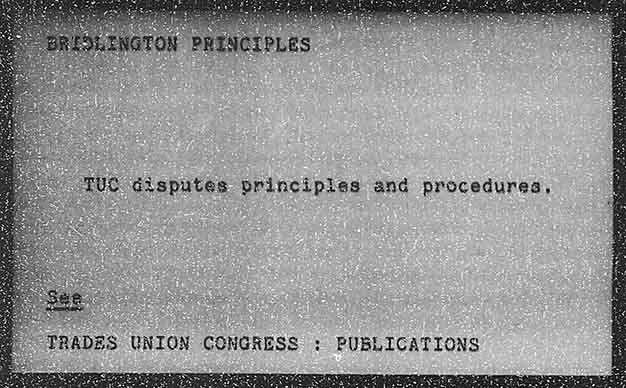 BRIDLINGTON PRINCIPLES
TUC disputes principles and procedures.
See
TRADES UNION CONGRESS : PUBLICATIONS